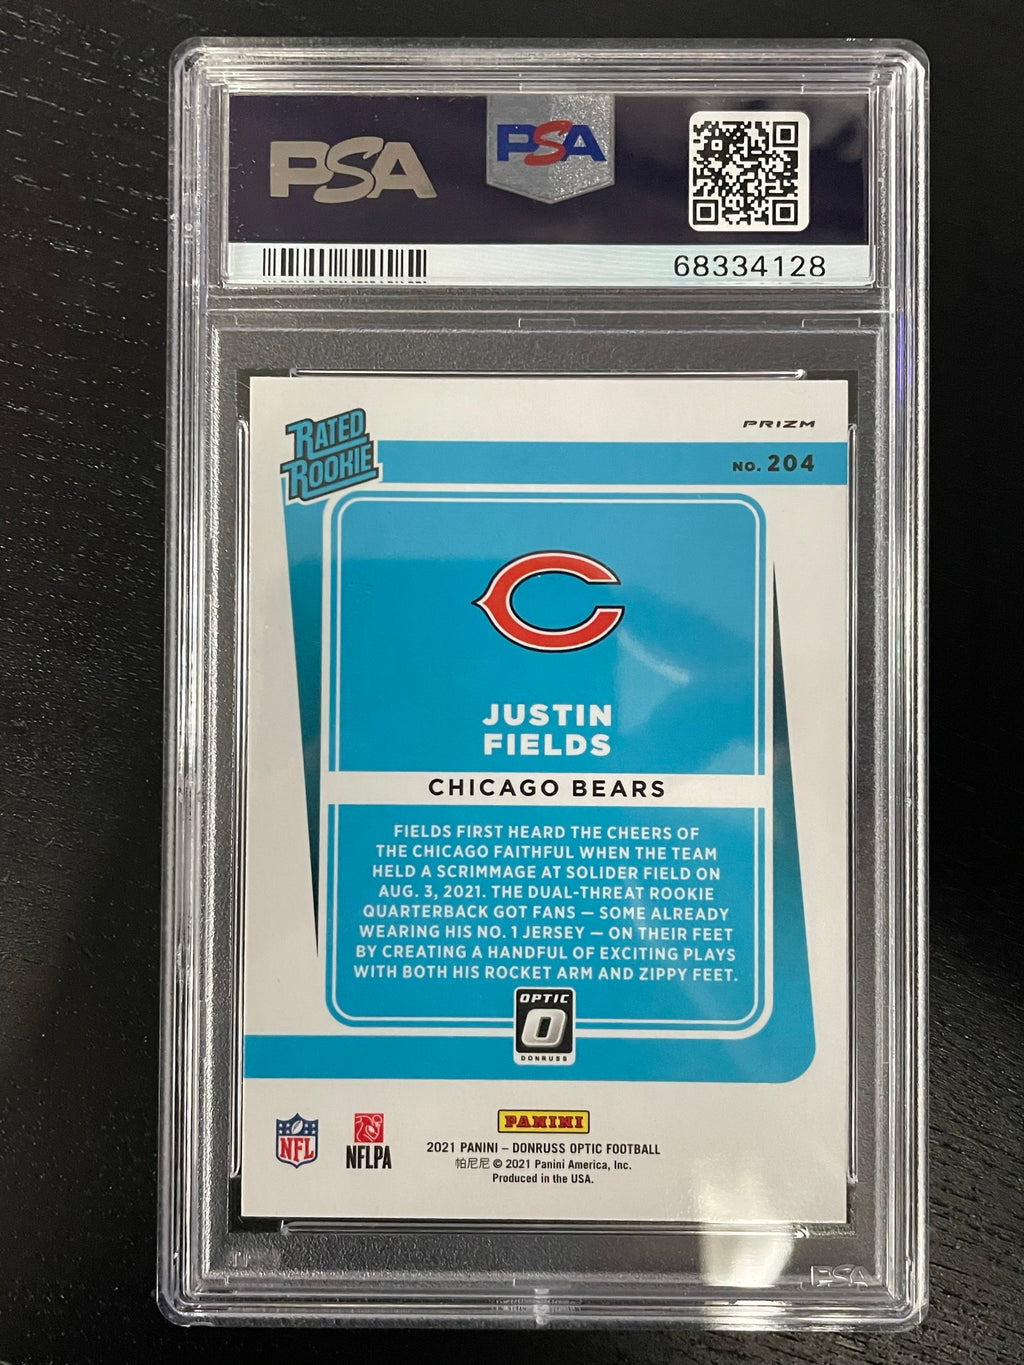 PSA
PSA
68334128
RATED
ROOKIE
PRIZM
NO. 204
JUSTIN
FIELDS
CHICAGO BEARS
FIELDS FIRST HEARD THE CHEERS OF
THE CHICAGO FAITHFUL WHEN THE TEAM
HELD A SCRIMMAGE AT SOLIDER FIELD ON
AUG. 3, 2021. THE DUAL-THREAT ROOKIE
QUARTERBACK GOT FANS – SOME ALREADY
WEARING HIS NO. 1 JERSEY – ON THEIR FEET
BY CREATING A HANDFUL OF EXCITING PLAYS
WITH BOTH HIS ROCKET ARM AND ZIPPY FEET.
OPTIC
O
DONRUSS
NFL
NFLPA
PANINI
2021 PANINI – DONRUSS OPTIC FOOTBALL
帕尼尼 © 2021 Panini America, Inc.
Produced in the USA.
PSA